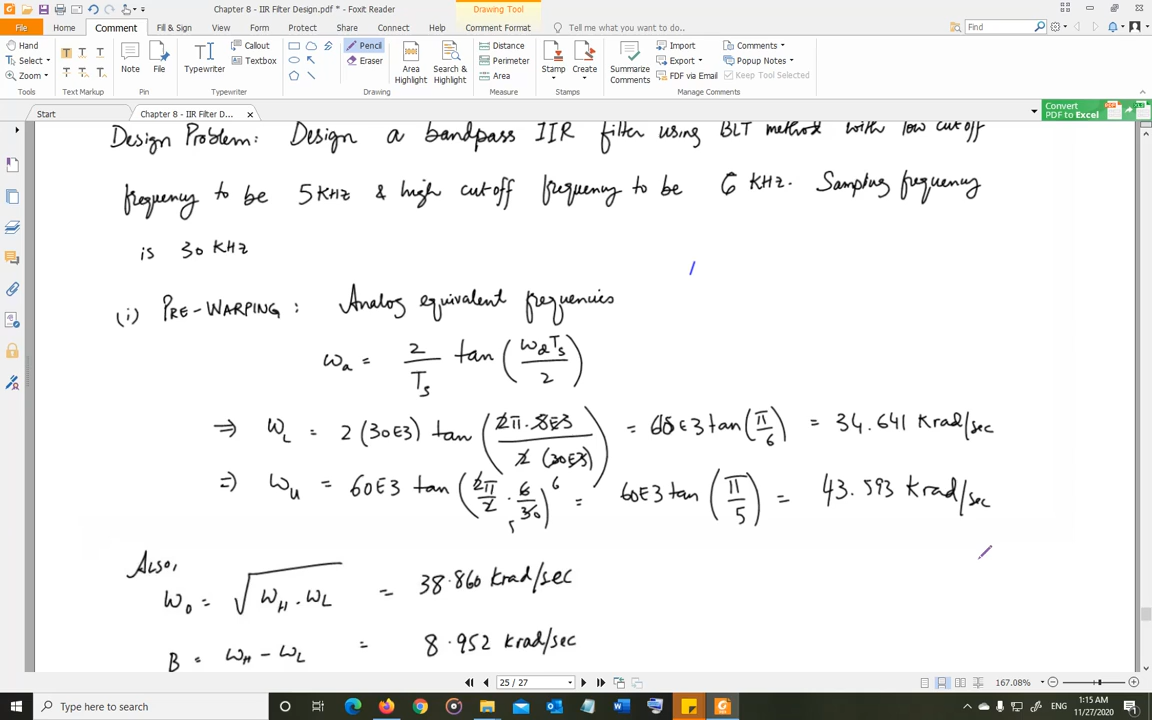 Chapter 8 - IIR Filter Design.pdf * - Foxit Reader
Drawing Tool
File Home Comment Fill & Sign View Form Protect Share Connect Help Comment Format Tell me what you want to do... Find
Hand
Select
Zoom
Tools
T T T
T T T
Text Markup
Note File
Pin
Typewriter
Callout
Textbox
Typewriter
Pencil
Eraser
Drawing
Area Highlight
Search & Highlight
Distance
Perimeter
Area
Measure
Stamp
Create
Stamps
Summarize Comments
Import
Export
FDF via Email
Comments
Popup Notes
Keep Tool Selected
Manage Comments
Start Chapter 8 - IIR Filter D... ×
Convert
PDF to Excel
Design Problem: Design a bandpass IIR filter using BLT method with low cutoff
frequency to be 5 KHz & high cutoff frequency to be 6 KHz. Sampling frequency
is 30 KHz
(i) PRE-WARPING: Analog equivalent frequencies
ωa = 2/Ts tan (ωd Ts/2)
⇒ ωL = 2 (30E3) tan (2π.5E3/2 (30E3)) = 60E3 tan (π/6) = 34.641 Krad/sec
⇒ ωu = 60E3 tan (2π/2 . 6/30) = 60E3 tan (π/5) = 43.593 Krad/sec
Also,
ω0 = √ωH . ωL = 38.860 Krad/sec
B = ωH - ωL = 8.952 krad/sec
25 / 27
167.08%
Type here to search
ENG
1:15 AM
11/27/2020